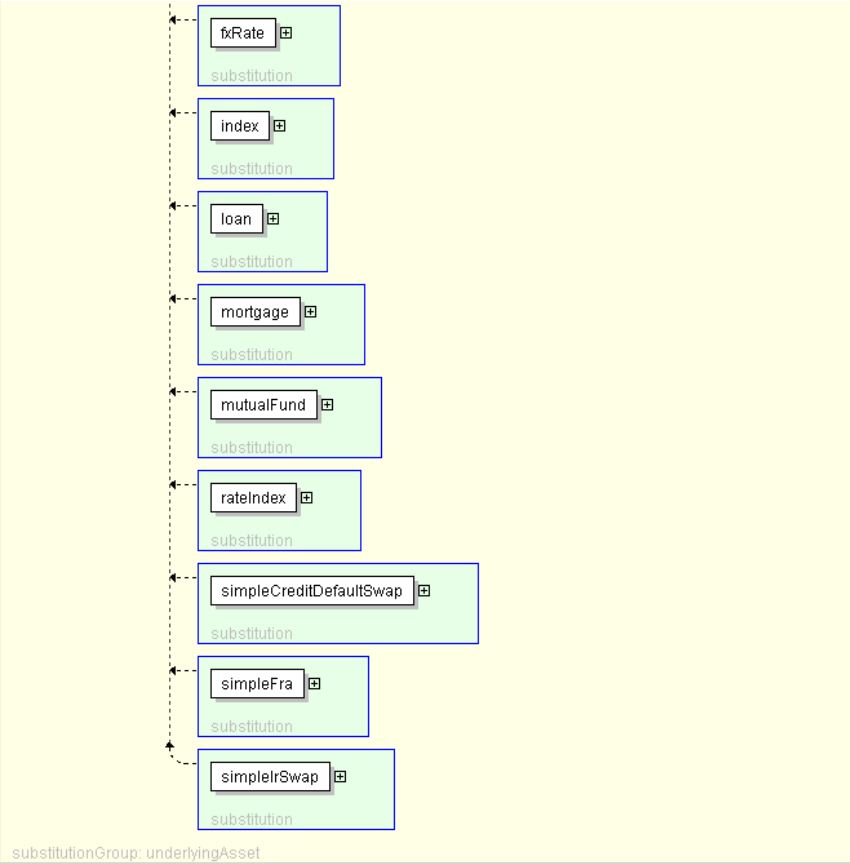 fxRate
substitution
index
substitution
loan
substitution
mortgage
substitution
mutualFund
substitution
rateIndex
substitution
simpleCreditDefaultSwap
substitution
simpleFra
substitution
simpleIrSwap
substitution
substitutionGroup: underlyingAsset